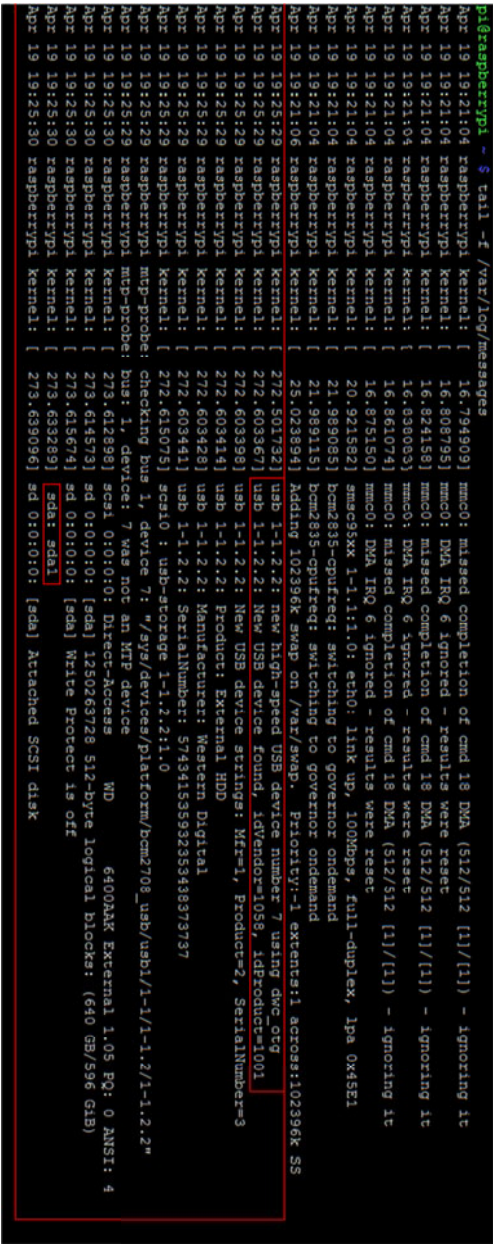 pi@raspberrypi ~ $ tail -f /var/log/messages
Apr 19 19:21:04 raspberrypi kernel: [   16.794909] mmc0: missed completion of cmd 18 DMA (512/512 [1]/[1]) - ignoring it
Apr 19 19:21:04 raspberrypi kernel: [   16.808795] mmc0: DMA IRQ 6 ignored - results were reset
Apr 19 19:21:04 raspberrypi kernel: [   16.824159] mmc0: missed completion of cmd 18 DMA (512/512 [1]/[1]) - ignoring it
Apr 19 19:21:04 raspberrypi kernel: [   16.838083] mmc0: DMA IRQ 6 ignored - results were reset
Apr 19 19:21:04 raspberrypi kernel: [   16.861074] mmc0: missed completion of cmd 18 DMA (512/512 [1]/[1]) - ignoring it
Apr 19 19:21:04 raspberrypi kernel: [   16.875150] mmc0: DMA IRQ 6 ignored - results were reset
Apr 19 19:21:04 raspberrypi kernel: [   20.921582] smsc95xx 1-1.1:1.0: eth0: link up, 100Mbps, full-duplex, lpa 0x45E1
Apr 19 19:21:04 raspberrypi kernel: [   21.989085] bcm2835-cpufreq: switching to governor ondemand
Apr 19 19:21:04 raspberrypi kernel: [   21.989115] bcm2835-cpufreq: switching to governor ondemand
Apr 19 19:21:06 raspberrypi kernel: [   25.023894] Adding 102396k swap on /var/swap.  Priority:-1 extents:1 across:102396k SS
Apr 19 19:25:29 raspberrypi kernel: [  272.501732] usb 1-1.2.2: new high-speed USB device number 7 using dwc_otg
Apr 19 19:25:29 raspberrypi kernel: [  272.603367] usb 1-1.2.2: New USB device found, idVendor=1058, idProduct=1001
Apr 19 19:25:29 raspberrypi kernel: [  272.603398] usb 1-1.2.2: New USB device strings: Mfr=1, Product=2, SerialNumber=3
Apr 19 19:25:29 raspberrypi kernel: [  272.603414] usb 1-1.2.2: Product: External HDD
Apr 19 19:25:29 raspberrypi kernel: [  272.603428] usb 1-1.2.2: Manufacturer: Western Digital
Apr 19 19:25:29 raspberrypi kernel: [  272.603441] usb 1-1.2.2: SerialNumber: 574941535932353438373737
Apr 19 19:25:29 raspberrypi kernel: [  272.615075] scsi0 : usb-storage 1-1.2.2:1.0
Apr 19 19:25:29 raspberrypi mtp-probe: checking bus 1, device 7: "/sys/devices/platform/bcm2708_usb/usb1/1-1/1-1.2/1-1.2.2"
Apr 19 19:25:29 raspberrypi mtp-probe: bus: 1, device: 7 was not an MTP device
Apr 19 19:25:30 raspberrypi kernel: [  273.612898] scsi 0:0:0:0: Direct-Access     WD       6400AAK External 1.05 PQ: 0 ANSI: 4
Apr 19 19:25:30 raspberrypi kernel: [  273.614573] sd 0:0:0:0: [sda] 1250263728 512-byte logical blocks: (640 GB/596 GiB)
Apr 19 19:25:30 raspberrypi kernel: [  273.615674] sd 0:0:0:0: [sda] Write Protect is off
Apr 19 19:25:30 raspberrypi kernel: [  273.633289]  sda: sda1
Apr 19 19:25:30 raspberrypi kernel: [  273.639096] sd 0:0:0:0: [sda] Attached SCSI disk